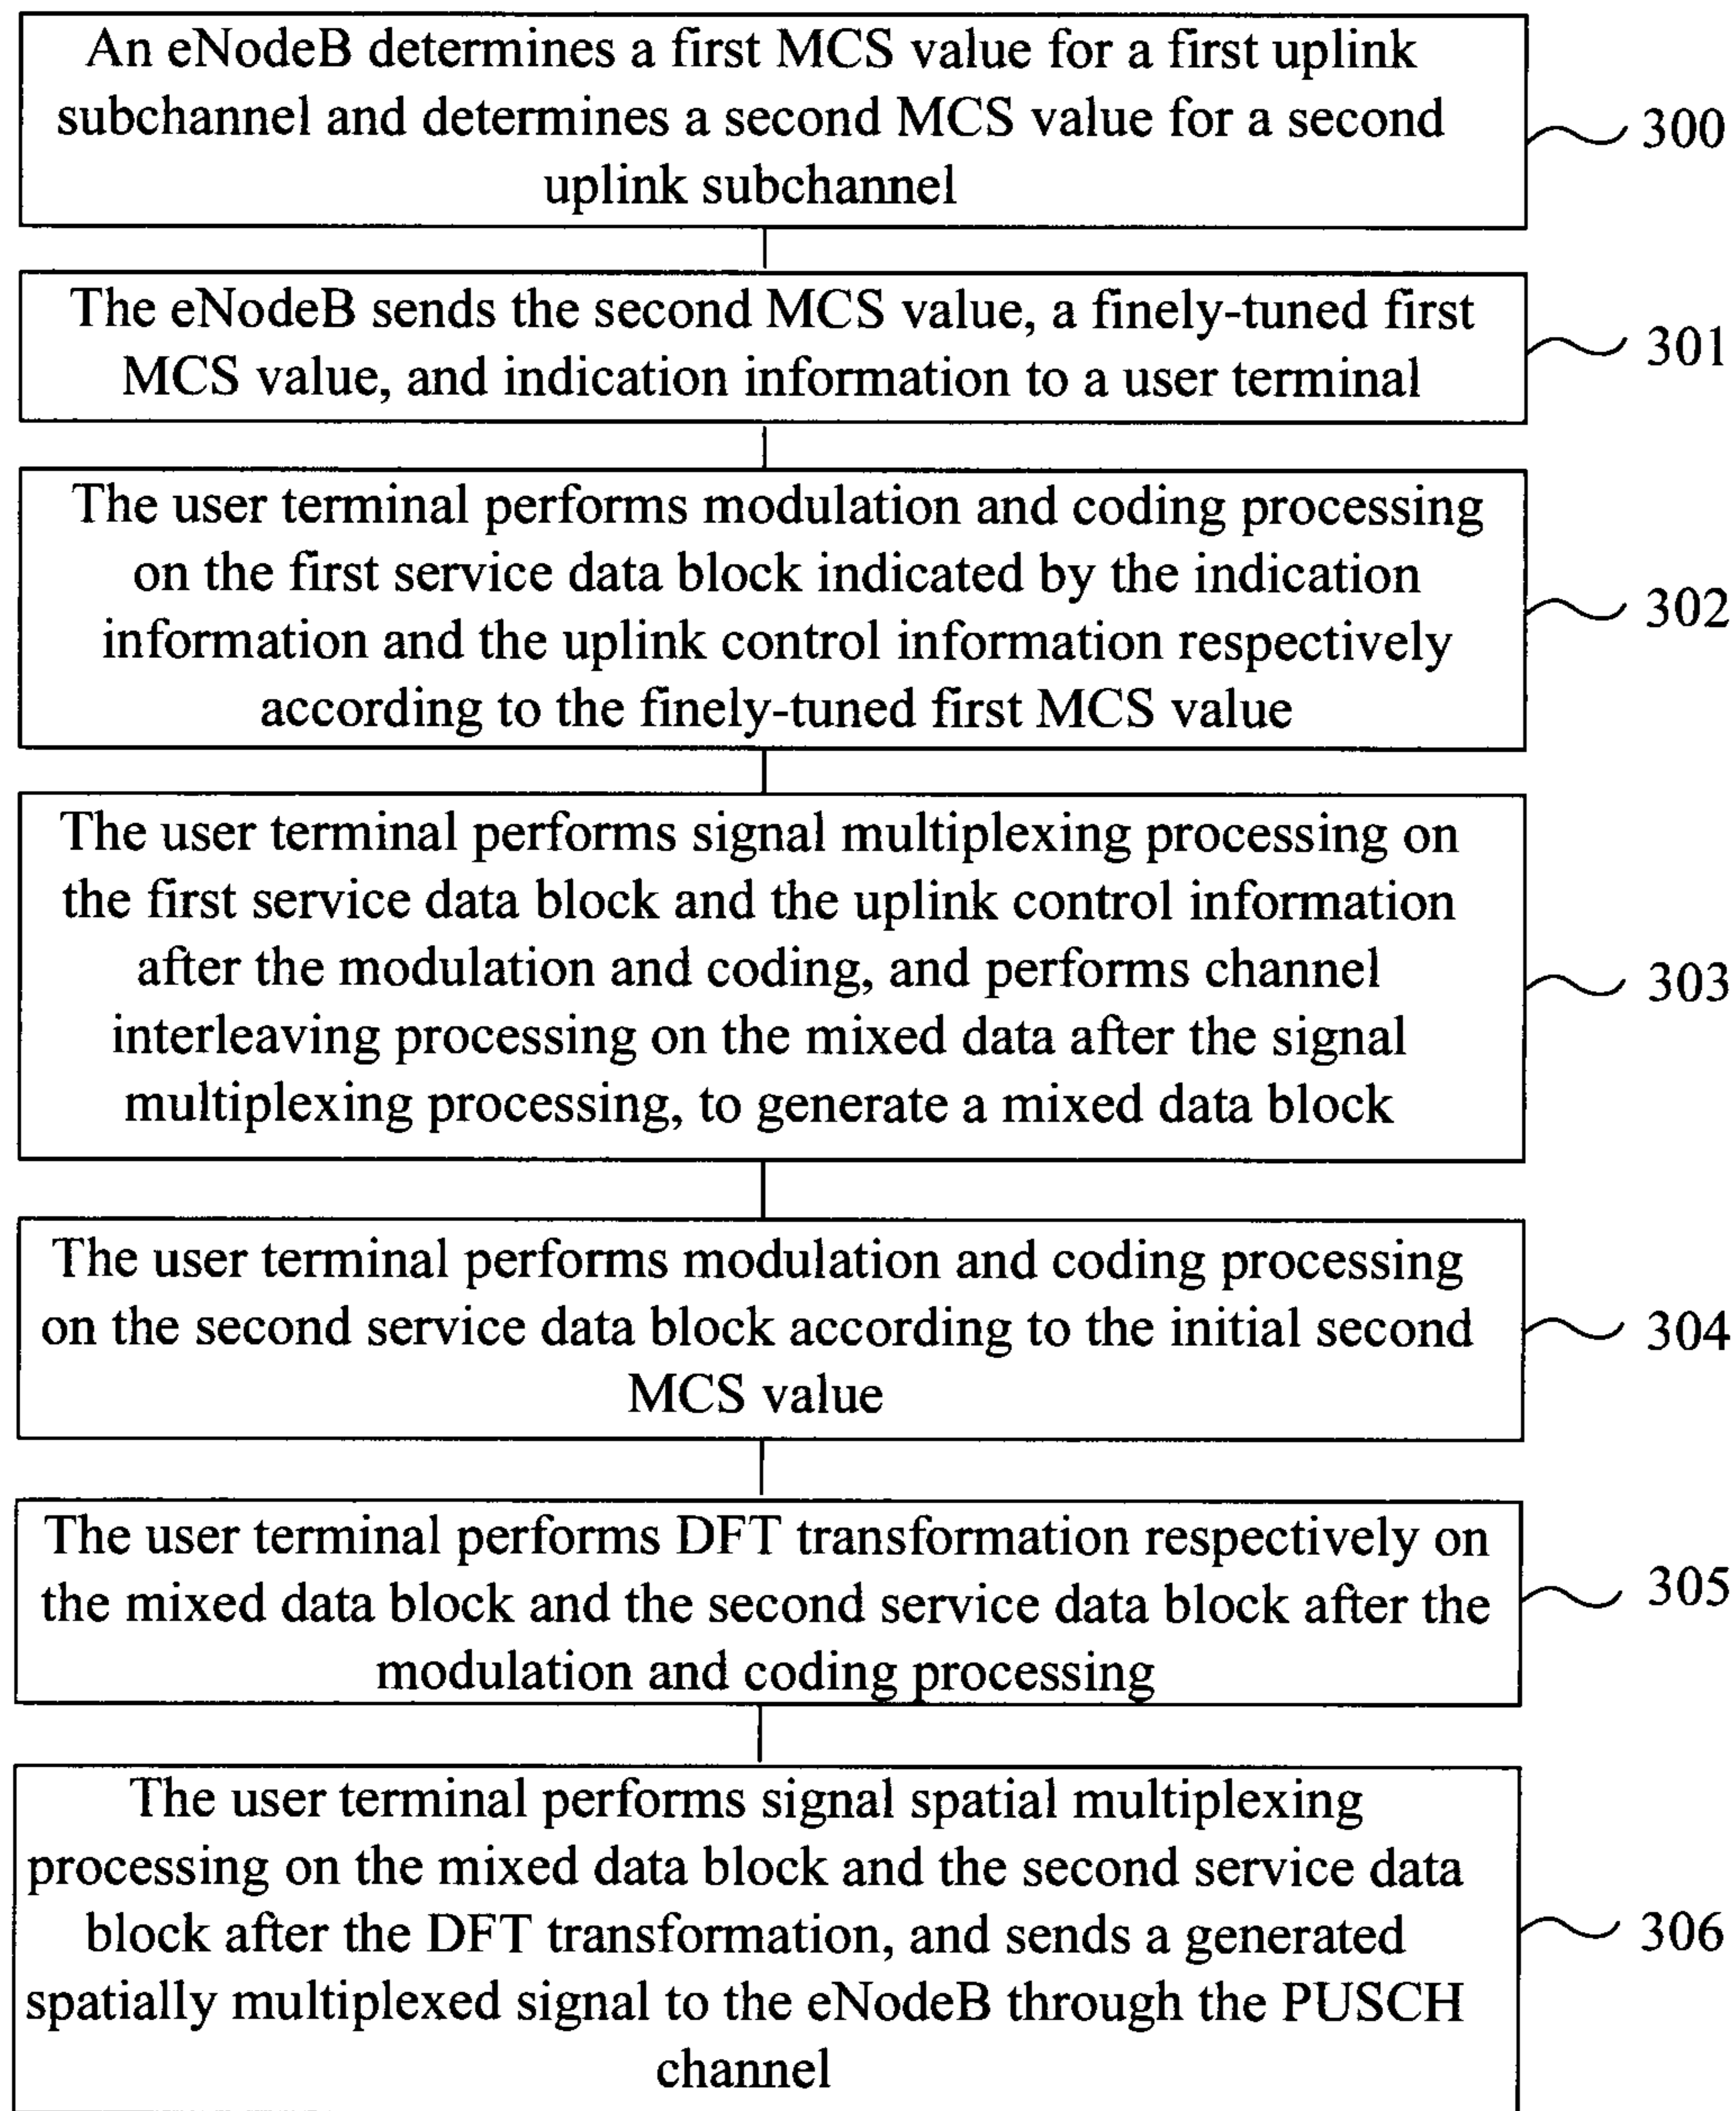 An eNodeB determines a first MCS value for a first uplink
subchannel and determines a second MCS value for a second
uplink subchannel
300
The eNodeB sends the second MCS value, a finely-tuned first
MCS value, and indication information to a user terminal
301
The user terminal performs modulation and coding processing
on the first service data block indicated by the indication
information and the uplink control information respectively
according to the finely-tuned first MCS value
302
The user terminal performs signal multiplexing processing on
the first service data block and the uplink control information
after the modulation and coding, and performs channel
interleaving processing on the mixed data after the signal
multiplexing processing, to generate a mixed data block
303
The user terminal performs modulation and coding processing
on the second service data block according to the initial second
MCS value
304
The user terminal performs DFT transformation respectively on
the mixed data block and the second service data block after the
modulation and coding processing
305
The user terminal performs signal spatial multiplexing
processing on the mixed data block and the second service data
block after the DFT transformation, and sends a generated
spatially multiplexed signal to the eNodeB through the PUSCH
channel
306